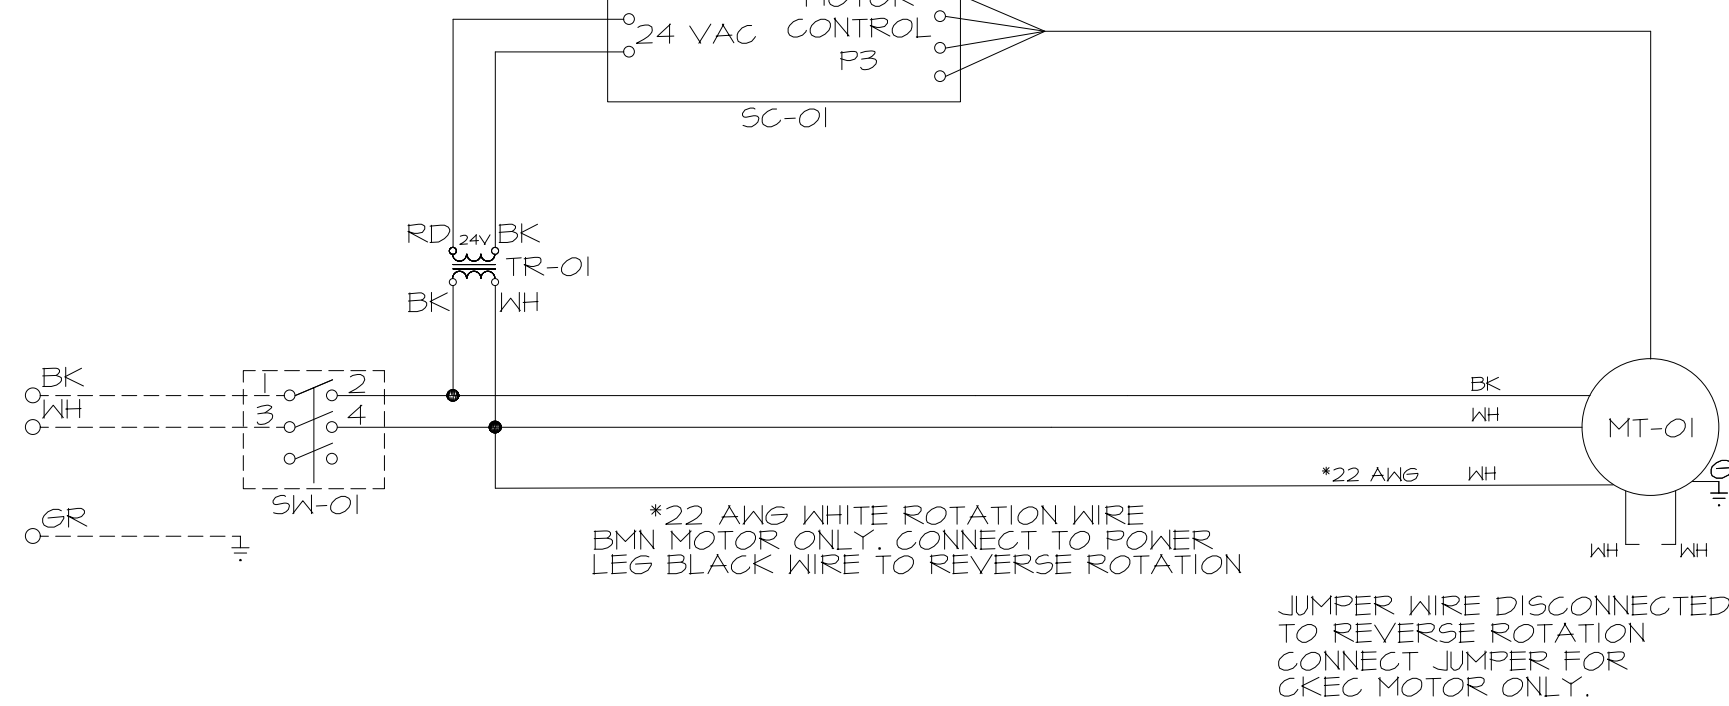 24 VAC
CONTROL
P3
SC-01
RD 24V BK
TR-01
BK WH
BK
WH
1 2
3 4
SW-01
GR
BK
WH
MT-01
*22 AWG WH
*22 AWG WHITE ROTATION WIRE
BMN MOTOR ONLY. CONNECT TO POWER
LEG BLACK WIRE TO REVERSE ROTATION
WH WH
JUMPER WIRE DISCONNECTED
TO REVERSE ROTATION
CONNECT JUMPER FOR
CKEC MOTOR ONLY.